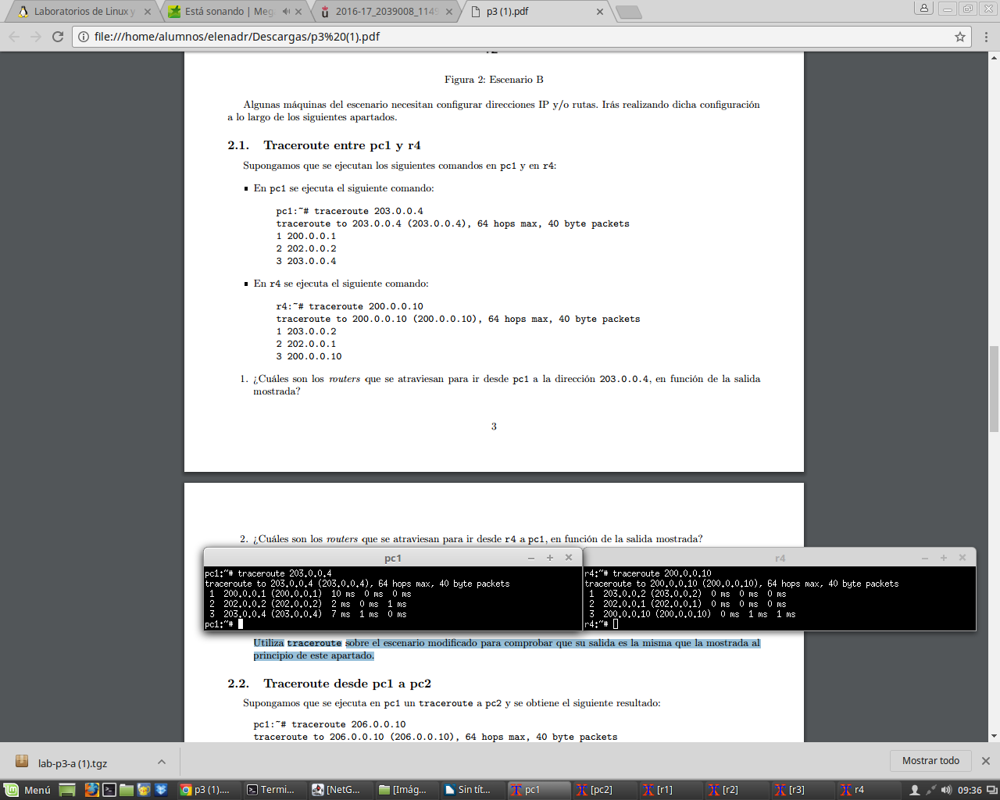 Laboratorios de Linux y
Está sonando | Meg
2016-17_2039008_1149
p3 (1).pdf
file:///home/alumnos/elenadr/Descargas/p3%20(1).pdf
Figura 2: Escenario B
Algunas máquinas del escenario necesitan configurar direcciones IP y/o rutas. Irás realizando dicha configuración
a lo largo de los siguientes apartados.
2.1. Traceroute entre pc1 y r4
Supongamos que se ejecutan los siguientes comandos en pc1 y en r4:
En pc1 se ejecuta el siguiente comando:
pc1:~# traceroute 203.0.0.4
traceroute to 203.0.0.4 (203.0.0.4), 64 hops max, 40 byte packets
1 200.0.0.1
2 202.0.0.2
3 203.0.0.4
En r4 se ejecuta el siguiente comando:
r4:~# traceroute 200.0.0.10
traceroute to 200.0.0.10 (200.0.0.10), 64 hops max, 40 byte packets
1 203.0.0.2
2 202.0.0.1
3 200.0.0.10
1. ¿Cuáles son los routers que se atraviesan para ir desde pc1 a la dirección 203.0.0.4, en función de la salida
mostrada?
3
2. ¿Cuáles son los routers que se atraviesan para ir desde r4 a pc1, en función de la salida mostrada?
pc1
pc1:~# traceroute 203.0.0.4
traceroute to 203.0.0.4 (203.0.0.4), 64 hops max, 40 byte packets
1 200.0.0.1 (200.0.0.1) 10 ms 0 ms 0 ms
2 202.0.0.2 (202.0.0.2) 2 ms 0 ms 1 ms
3 203.0.0.4 (203.0.0.4) 7 ms 1 ms 0 ms
pc1:~#
r4
r4:~# traceroute 200.0.0.10
traceroute to 200.0.0.10 (200.0.0.10), 64 hops max, 40 byte packets
1 203.0.0.2 (203.0.0.2) 0 ms 0 ms 0 ms
2 202.0.0.1 (202.0.0.1) 0 ms 0 ms 0 ms
3 200.0.0.10 (200.0.0.10) 0 ms 1 ms 1 ms
r4:~#
Utiliza traceroute sobre el escenario modificado para comprobar que su salida es la misma que la mostrada al
principio de este apartado.
2.2. Traceroute desde pc1 a pc2
Supongamos que se ejecuta en pc1 un traceroute a pc2 y se obtiene el siguiente resultado:
pc1:~# traceroute 206.0.0.10
traceroute to 206.0.0.10 (206.0.0.10), 64 hops max, 40 byte packets
lab-p3-a (1).tgz
Mostrar todo
Menú
p3 (1)....
Termi...
[NetG...
[Imág...
Sin tít...
pc1
[pc2]
[r1]
[r2]
[r3]
r4
09:36